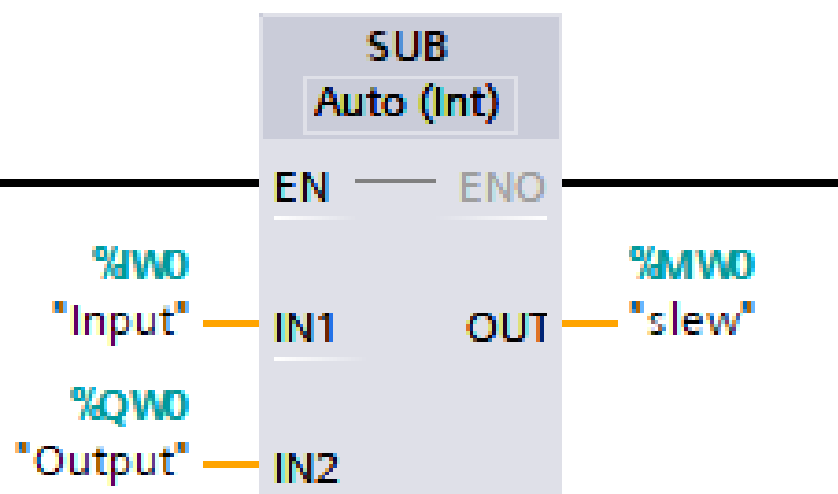 SUB
Auto (Int)
EN ENO
%IW0 %MW0
"Input" IN1 OUT "slew"
%QW0
"Output" IN2